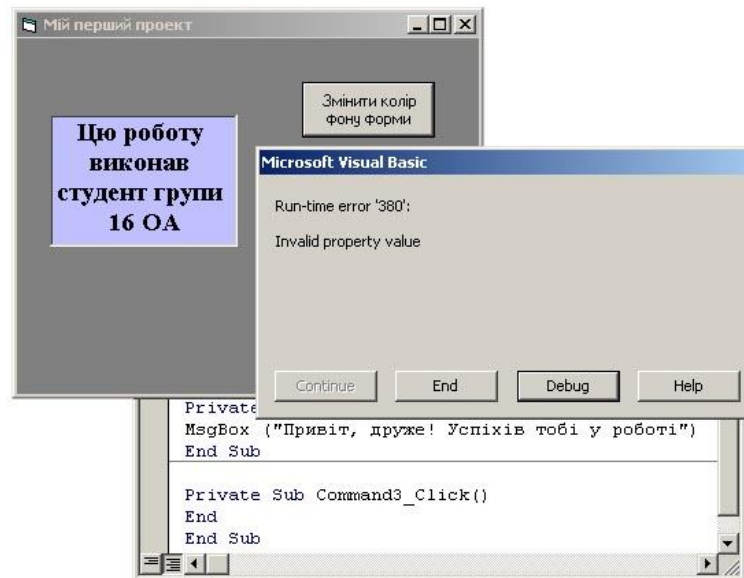 Мій перший проект
Змінити колір
фону форми
Цю роботу
виконав
студент групи
16 ОА
Microsoft Visual Basic
Run-time error '380':
Invalid property value
Continue
End
Debug
Help
Private
MsgBox ("Привіт, друже! Успіхів тобі у роботі")
End Sub
Private Sub Command3_Click()
End
End Sub